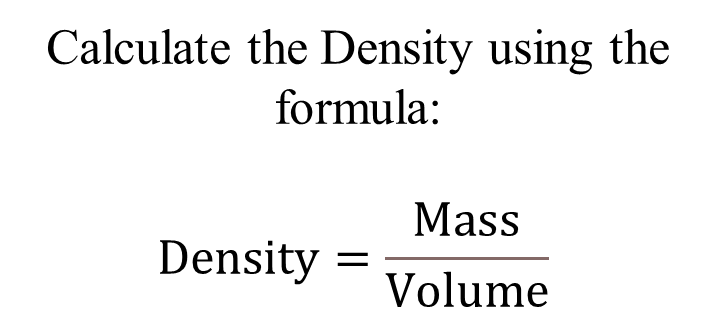 Calculate the Density using the
formula:
Density = Mass / Volume